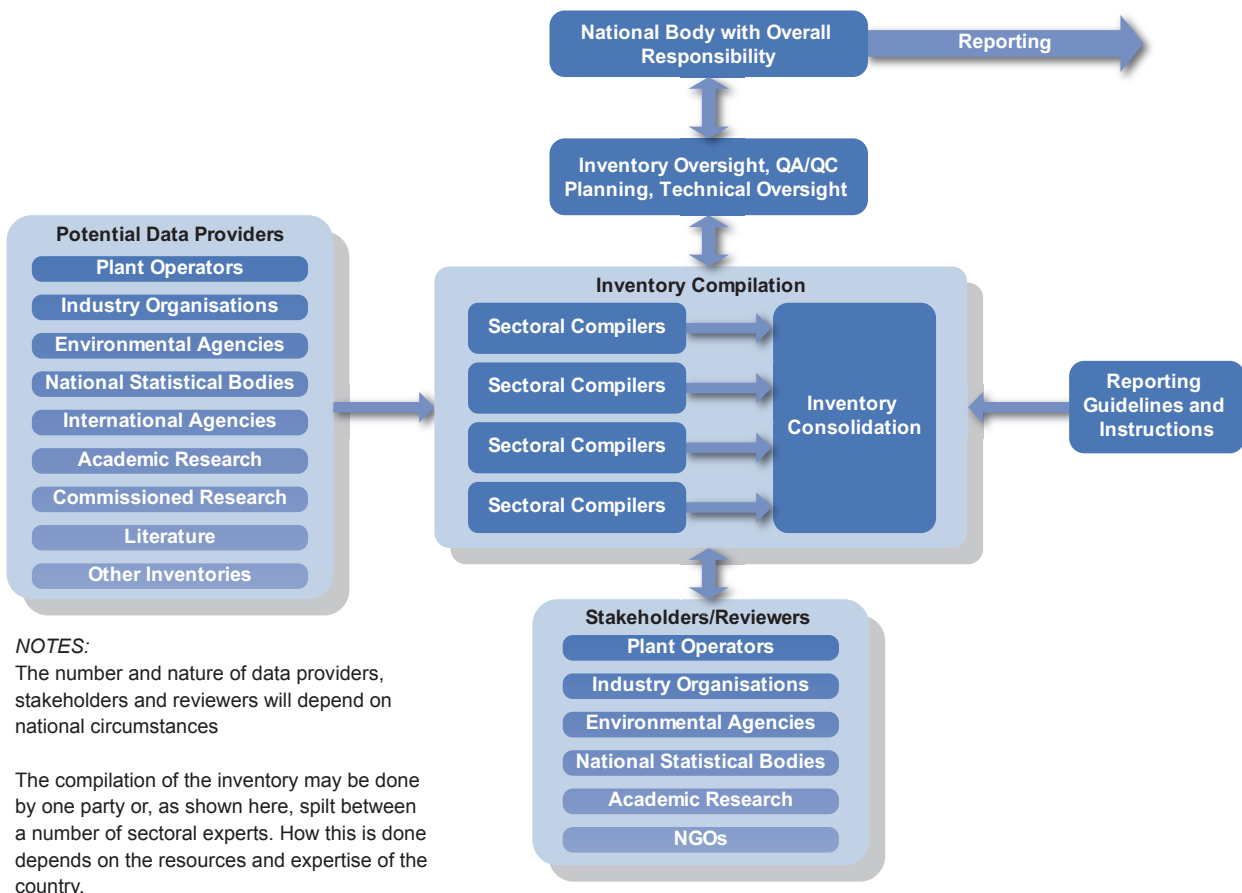 National Body with Overall
Responsibility
Reporting
Inventory Oversight, QA/QC
Planning, Technical Oversight
Potential Data Providers
Plant Operators
Industry Organisations
Environmental Agencies
National Statistical Bodies
International Agencies
Academic Research
Commissioned Research
Literature
Other Inventories
Inventory Compilation
Sectoral Compilers
Sectoral Compilers
Sectoral Compilers
Sectoral Compilers
Inventory
Consolidation
Reporting
Guidelines and
Instructions
Stakeholders/Reviewers
Plant Operators
Industry Organisations
Environmental Agencies
National Statistical Bodies
Academic Research
NGOs
NOTES:
The number and nature of data providers,
stakeholders and reviewers will depend on
national circumstances
The compilation of the inventory may be done
by one party or, as shown here, spilt between
a number of sectoral experts. How this is done
depends on the resources and expertise of the
country.